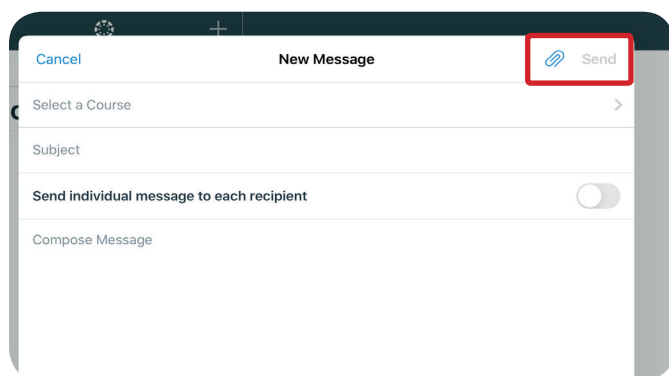 Cancel New Message Send
Select a Course
Subject
Send individual message to each recipient
Compose Message